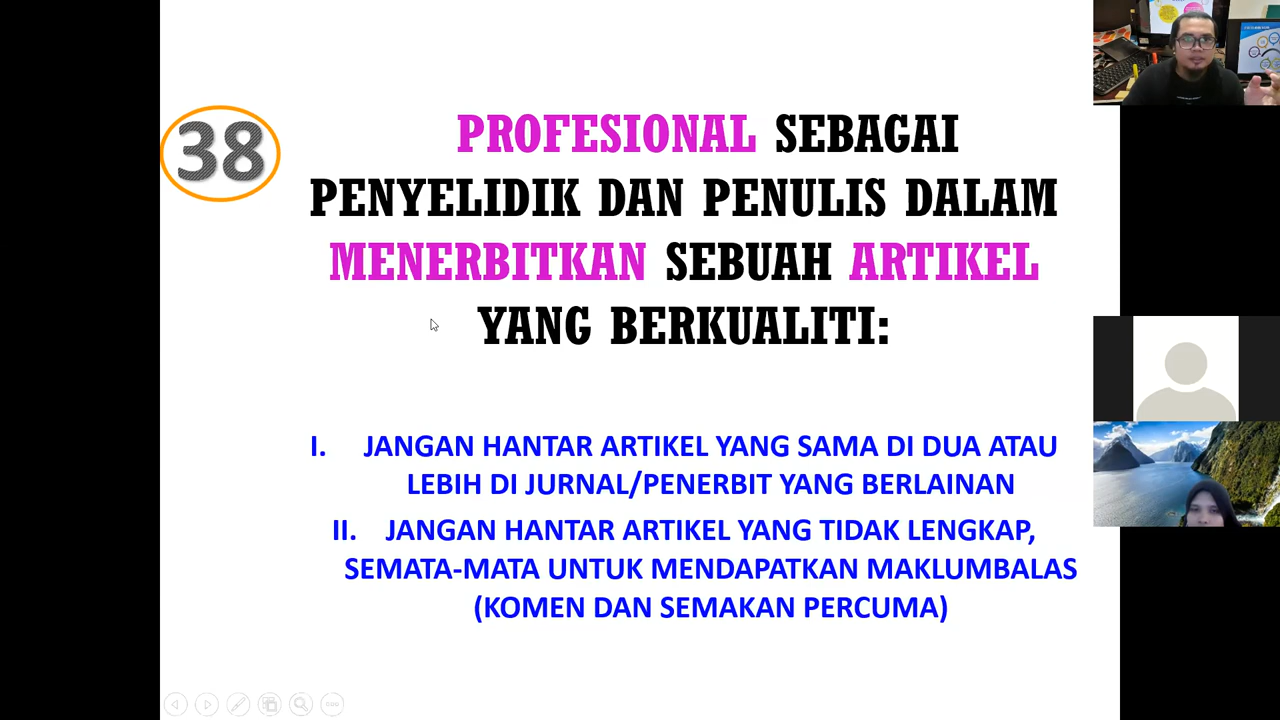 38
PROFESIONAL SEBAGAI
PENYELIDIK DAN PENULIS DALAM
MENERBITKAN SEBUAH ARTIKEL
YANG BERKUALITI:
I. JANGAN HANTAR ARTIKEL YANG SAMA DI DUA ATAU
LEBIH DI JURNAL/PENERBIT YANG BERLAINAN
II. JANGAN HANTAR ARTIKEL YANG TIDAK LENGKAP,
SEMATA-MATA UNTUK MENDAPATKAN MAKLUMBALAS
(KOMEN DAN SEMAKAN PERCUMA)